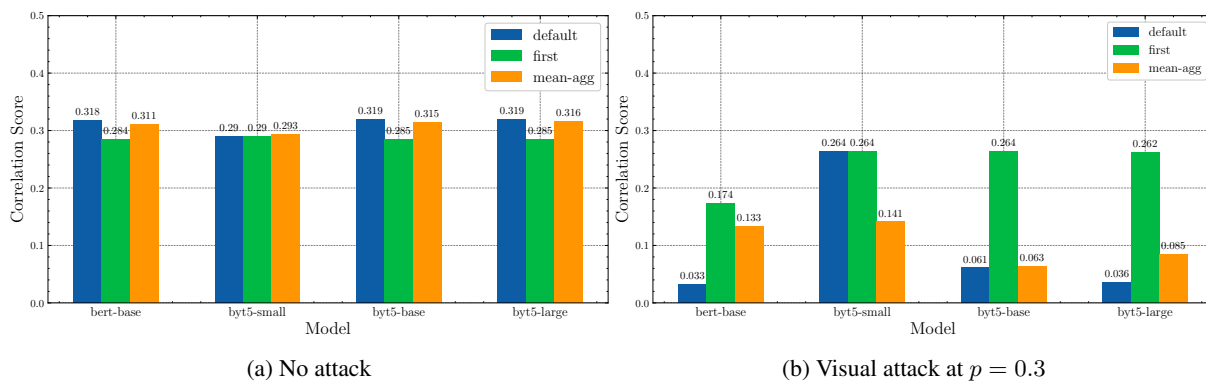 0.5
0.4
0.3
0.2
0.1
0.0
Correlation Score
default
first
mean-agg
0.318 0.284 0.311
0.29 0.29 0.293
0.319 0.285 0.315
0.319 0.285 0.316
bert-base byt5-small byt5-base byt5-large
Model
(a) No attack
0.5
0.4
0.3
0.2
0.1
0.0
Correlation Score
default
first
mean-agg
0.033 0.174 0.133
0.264 0.264 0.141
0.061 0.264 0.063
0.036 0.262 0.085
bert-base byt5-small byt5-base byt5-large
Model
(b) Visual attack at p = 0.3